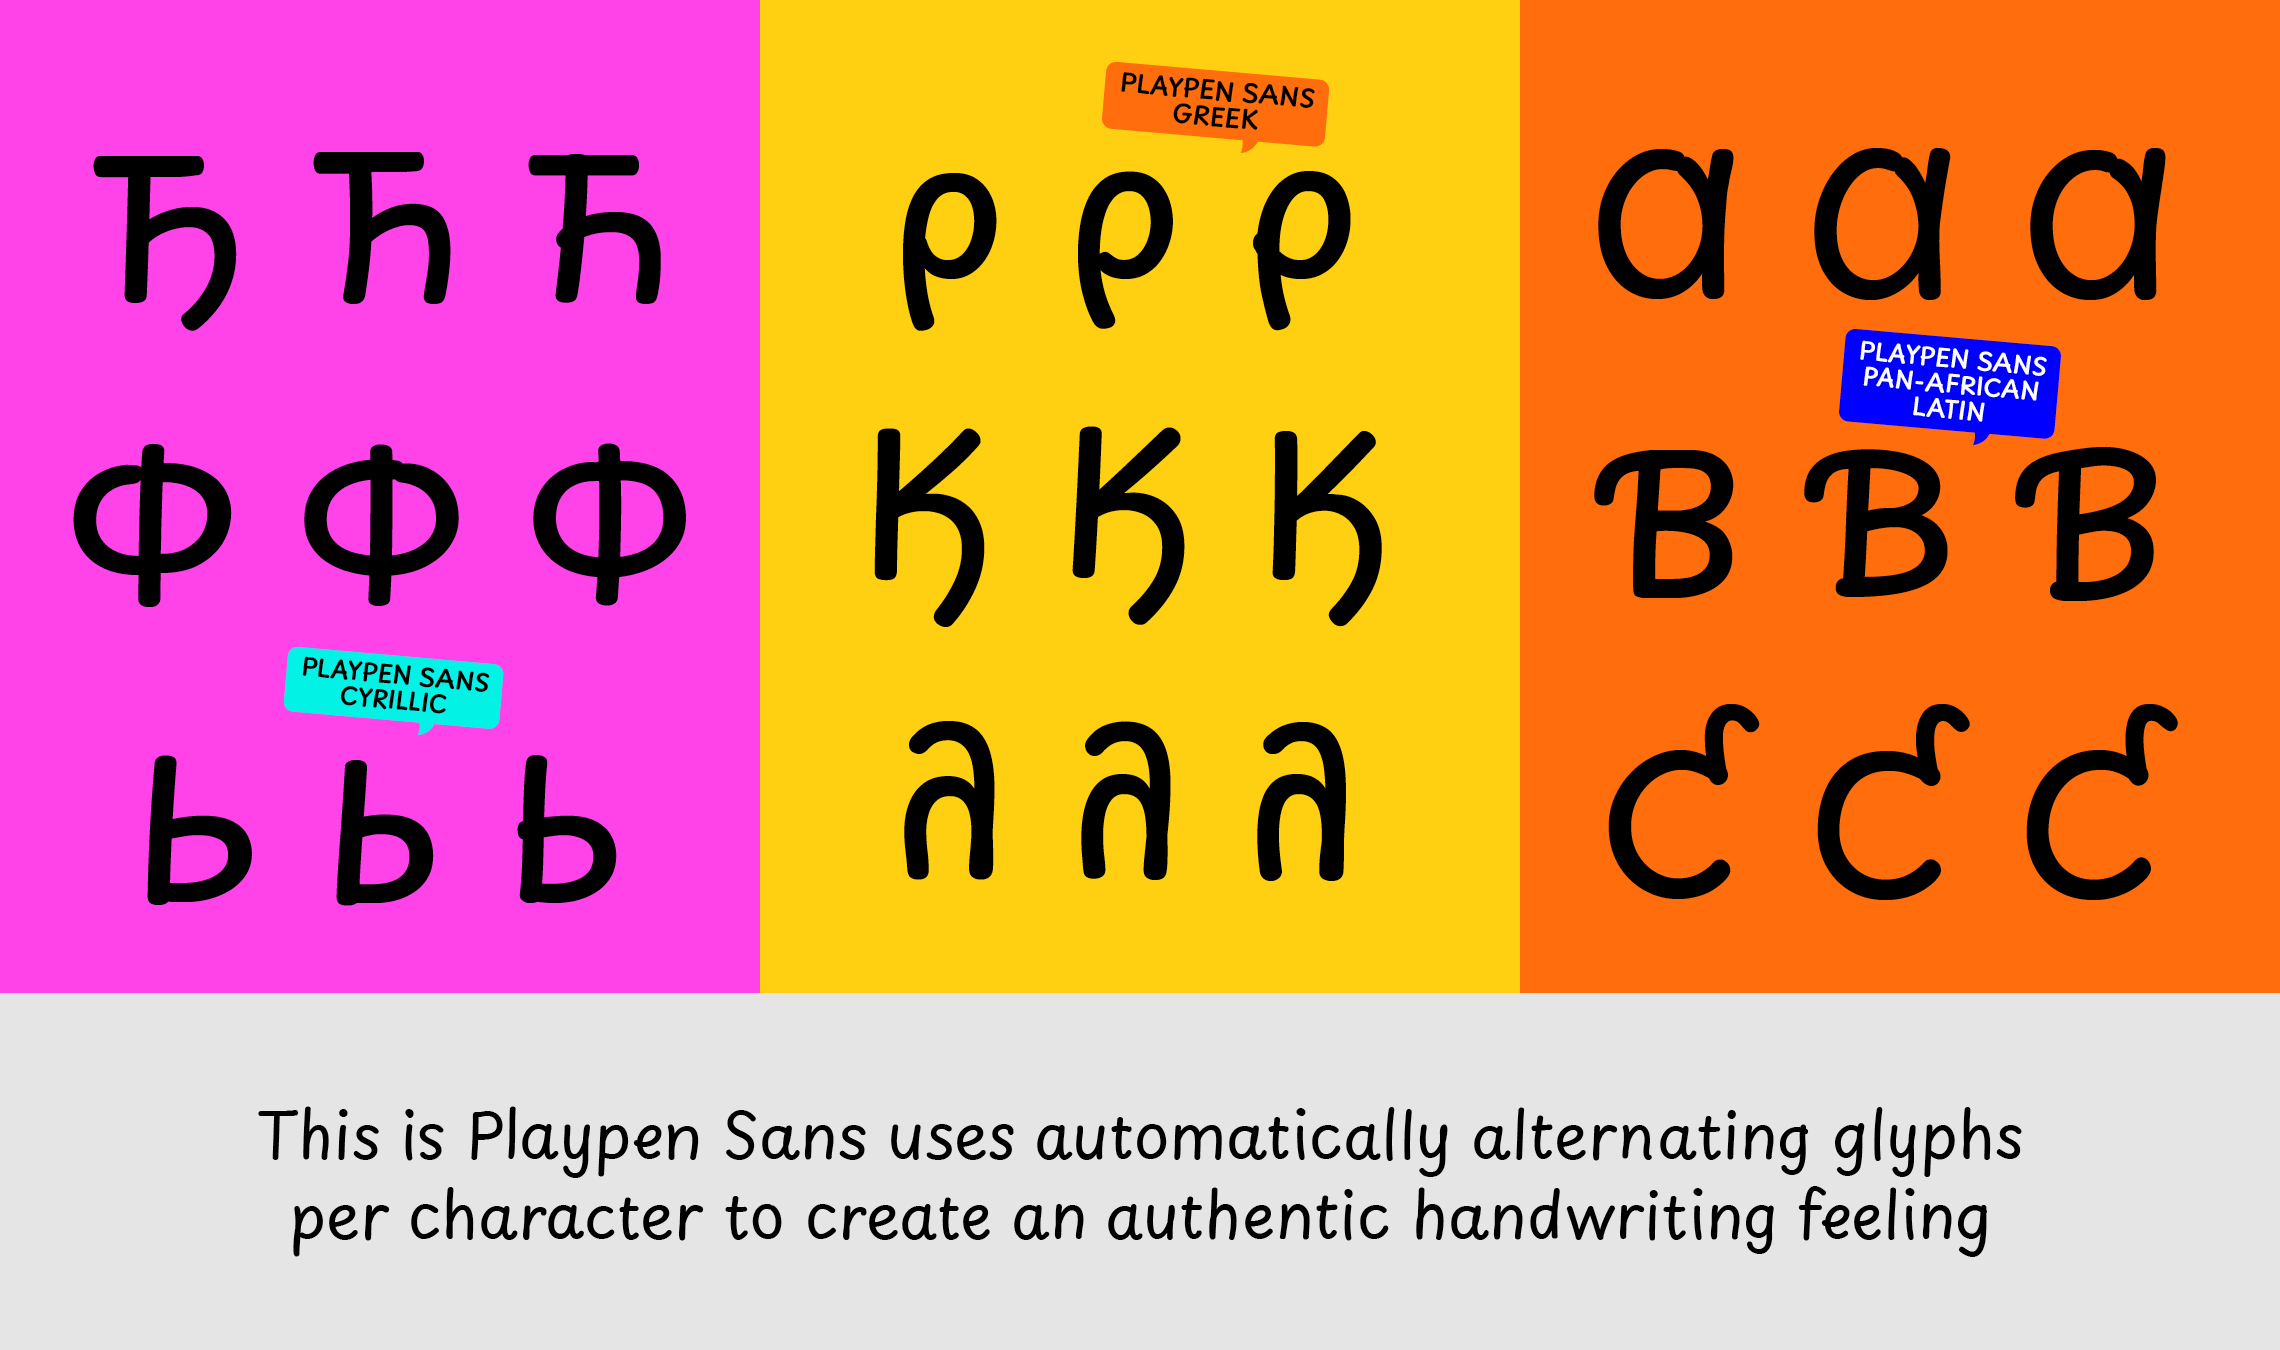 Ђ Ћ Ћ
Ф Ф Ф
PLAYPEN SANS
CYRILLIC
Ь Ь Ь
PLAYPEN SANS
GREEK
ρ ρ ρ
Ϗ Ϗ Ϗ
Ɑ Ɑ Ɑ
PLAYPEN SANS
PAN-AFRICAN
LATIN
Ɓ Ɓ Ɓ
Ƈ Ƈ Ƈ
This is Playpen Sans uses automatically alternating glyphs
per character to create an authentic handwriting feeling